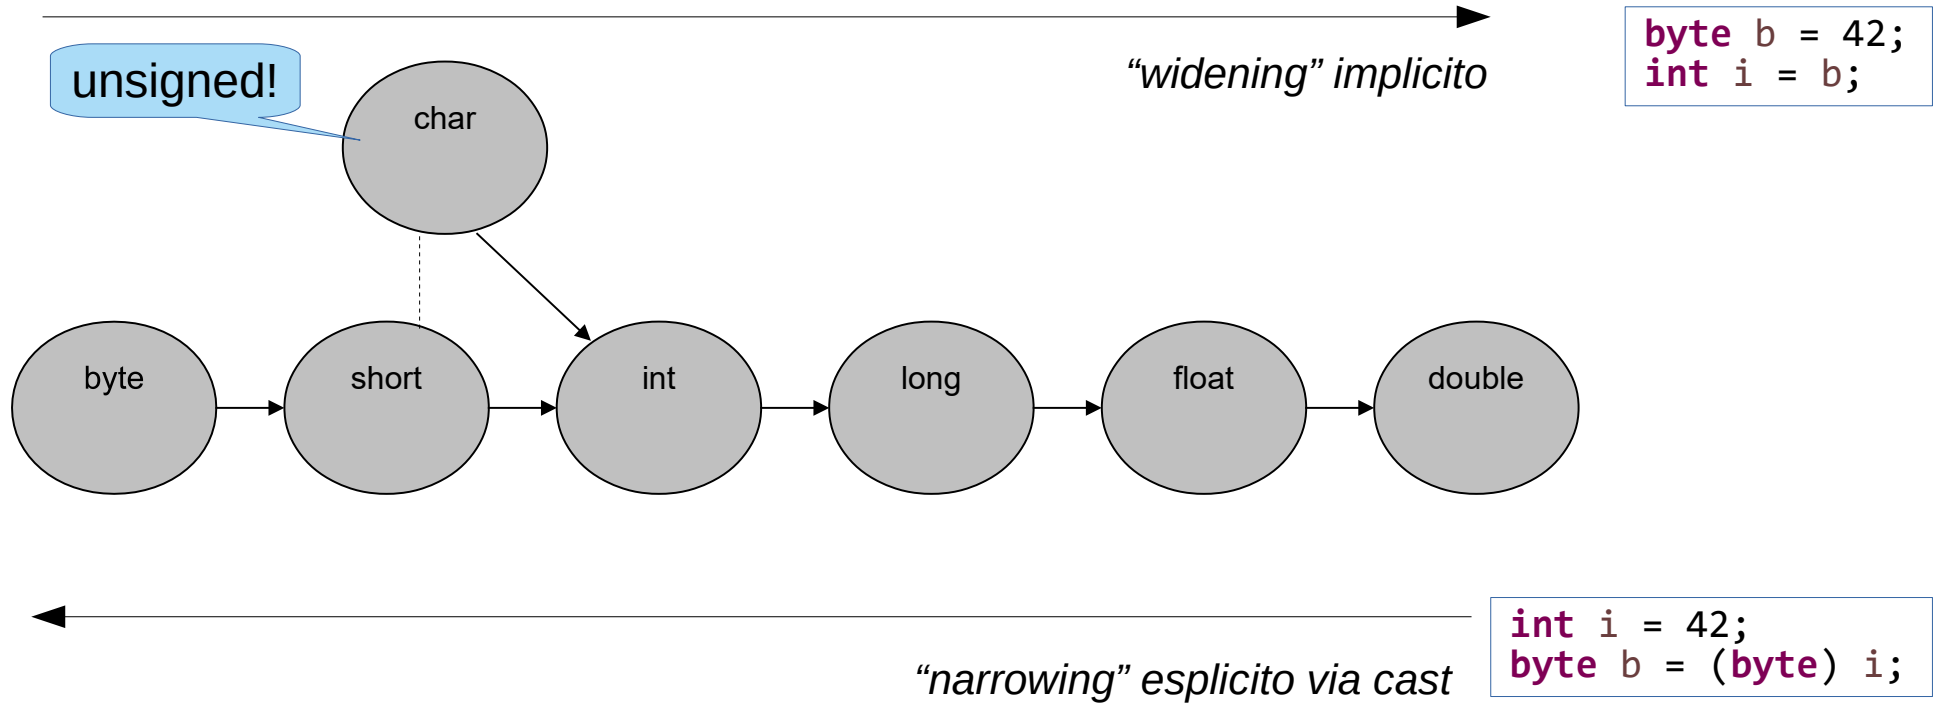 unsigned!
“widening” implicito
byte b = 42;
int i = b;
char
byte
short
int
long
float
double
“narrowing” esplicito via cast
int i = 42;
byte b = (byte) i;